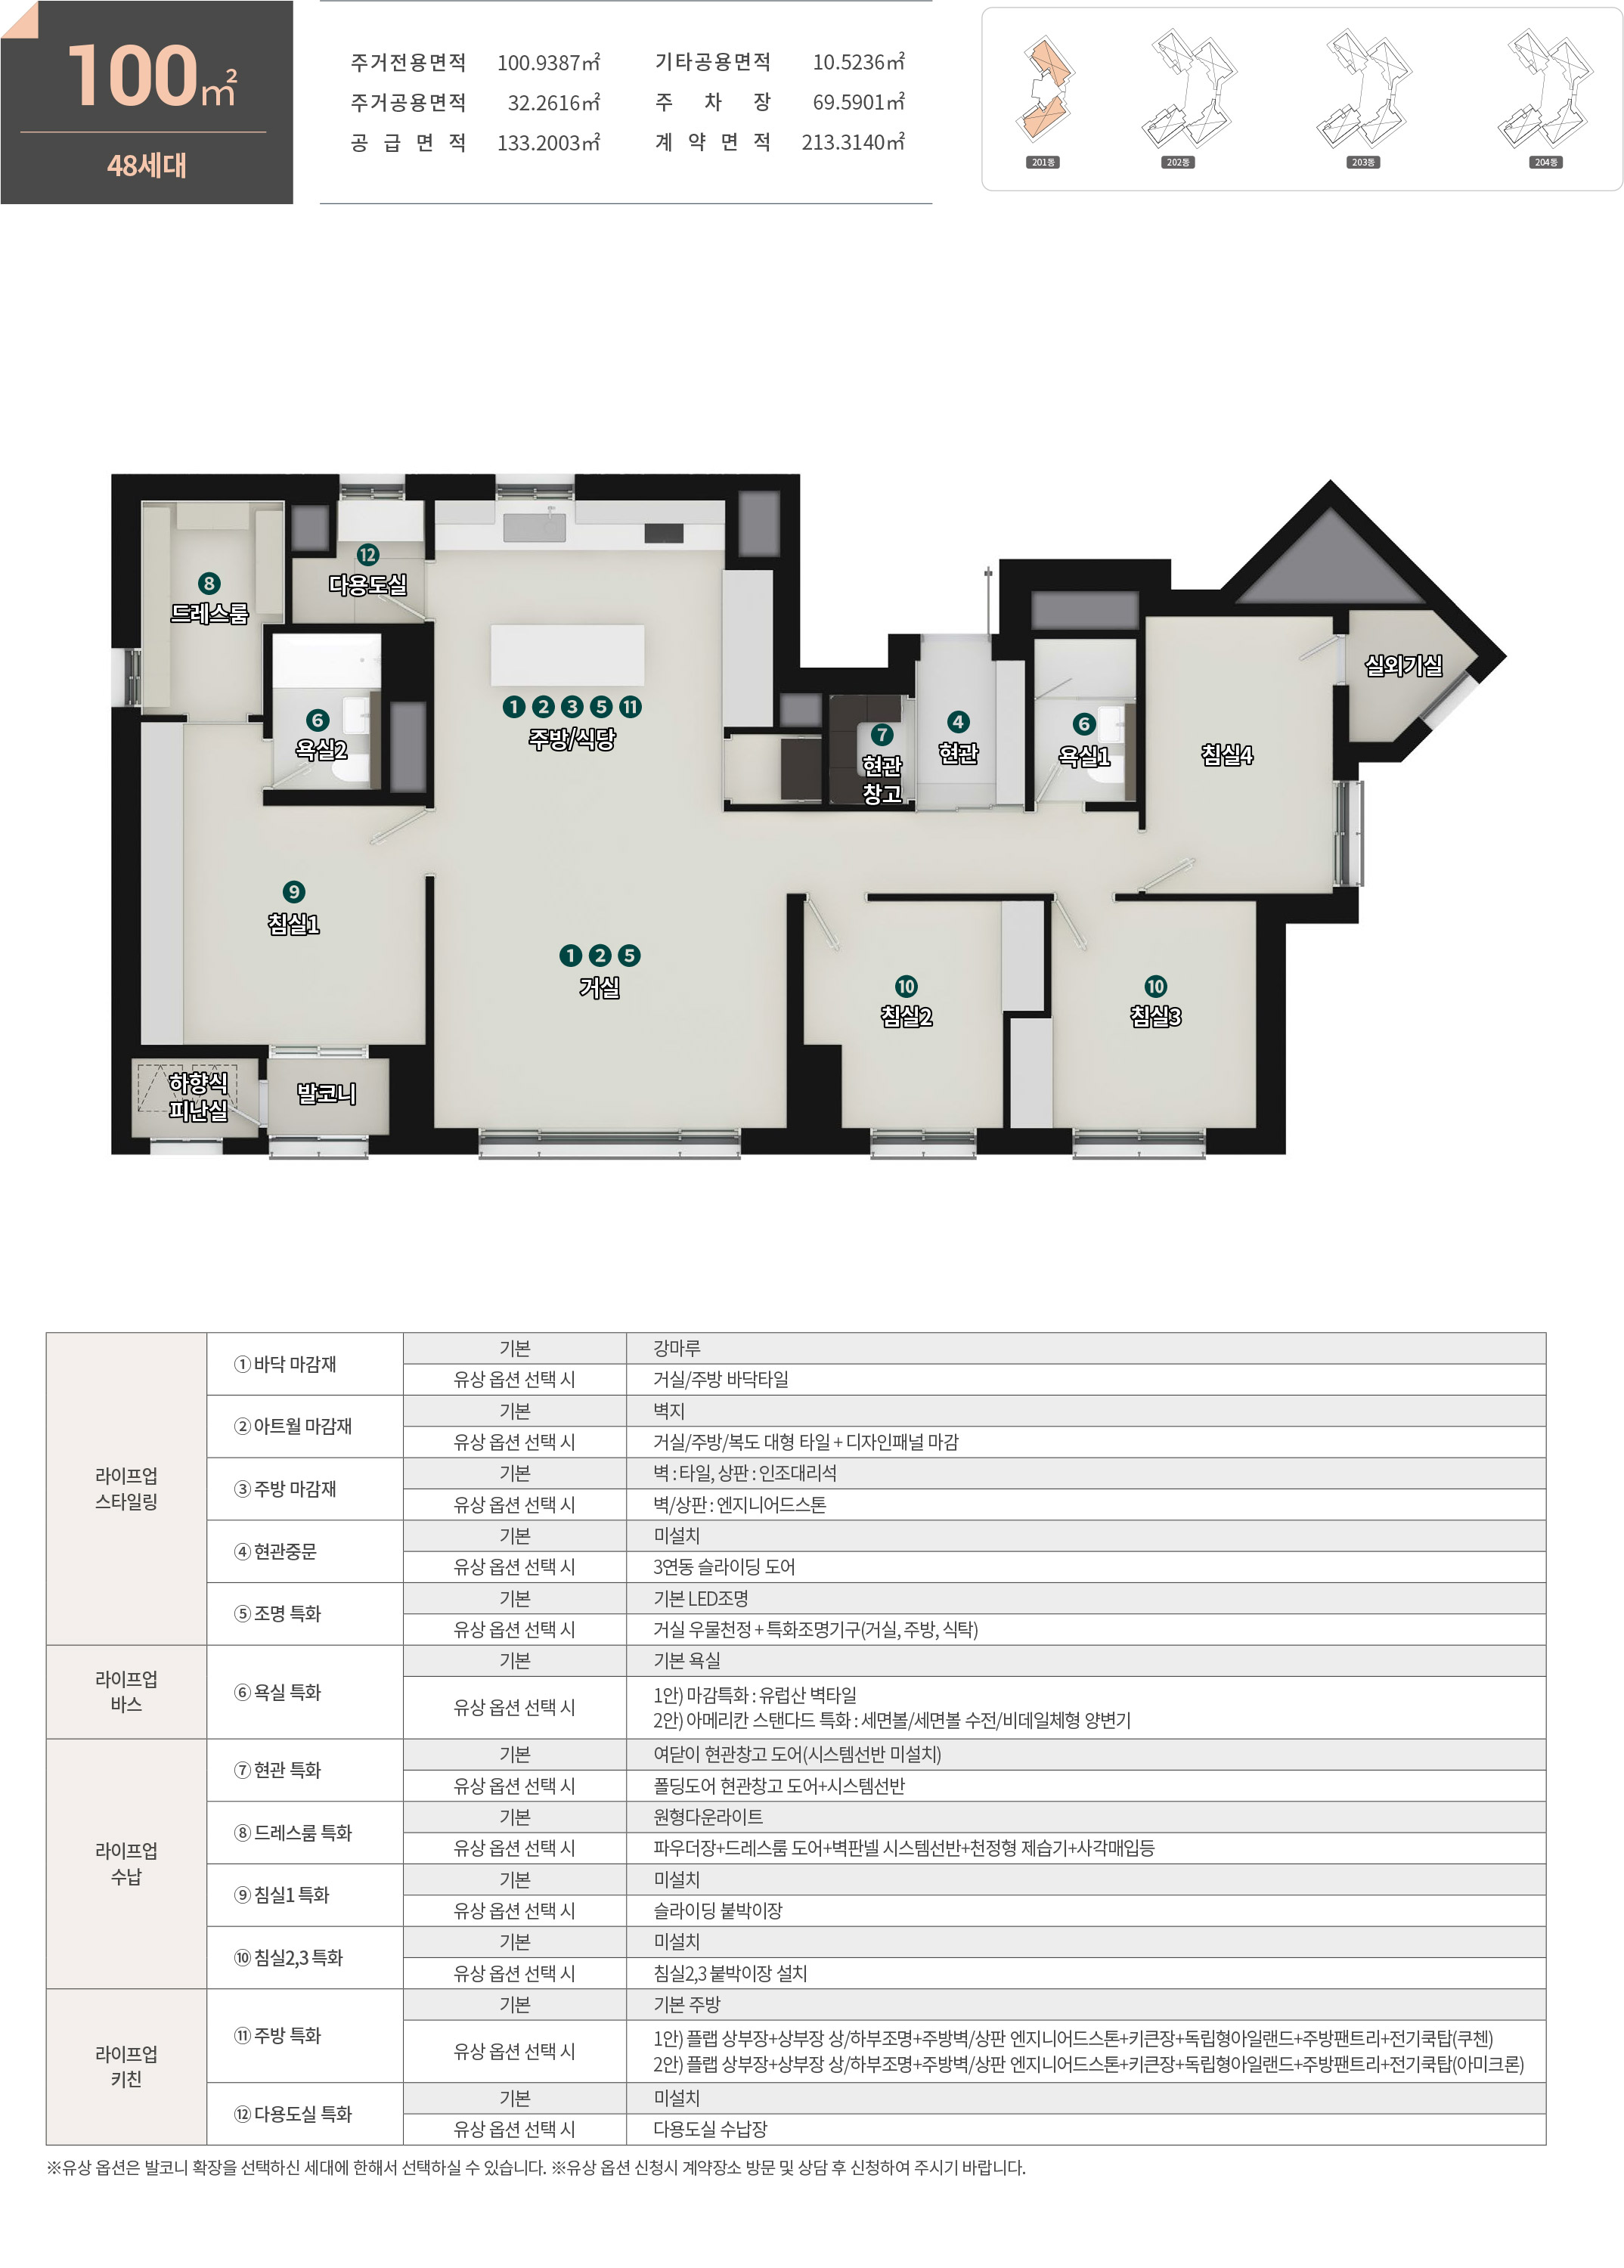 100㎡
48세대
주거전용면적 100.9387㎡
주거공용면적 32.2616㎡
공 급 면 적 133.2003㎡
기타공용면적 10.5236㎡
주 차 장 69.5901㎡
계 약 면 적 213.3140㎡
201동
202동
203동
204동
⑧
드레스룸
⑫
다용도실
⑥
욕실2
① ② ③ ⑤ ⑪
주방/식당
⑦
현관
창고
④
현관
⑥
욕실1
침실4
실외기실
⑨
침실1
① ② ⑤
거실
⑩
침실2
⑩
침실3
하향식
피난실
발코니
라이프업
스타일링
① 바닥 마감재
기본 강마루
유상 옵션 선택 시 거실/주방 바닥타일
② 아트월 마감재
기본 벽지
유상 옵션 선택 시 거실/주방/복도 대형 타일 + 디자인패널 마감
③ 주방 마감재
기본 벽 : 타일, 상판 : 인조대리석
유상 옵션 선택 시 벽/상판 : 엔지니어드스톤
④ 현관중문
기본 미설치
유상 옵션 선택 시 3연동 슬라이딩 도어
⑤ 조명 특화
기본 기본 LED조명
유상 옵션 선택 시 거실 우물천정 + 특화조명기구(거실, 주방, 식탁)
라이프업
바스
⑥ 욕실 특화
기본 기본 욕실
유상 옵션 선택 시
1안) 마감특화 : 유럽산 벽타일
2안) 아메리칸 스탠다드 특화 : 세면볼/세면볼 수전/비데일체형 양변기
라이프업
수납
⑦ 현관 특화
기본 여닫이 현관창고 도어(시스템선반 미설치)
유상 옵션 선택 시 폴딩도어 현관창고 도어+시스템선반
⑧ 드레스룸 특화
기본 원형다운라이트
유상 옵션 선택 시 파우더장+드레스룸 도어+벽판넬 시스템선반+천정형 제습기+사각매입등
⑨ 침실1 특화
기본 미설치
유상 옵션 선택 시 슬라이딩 붙박이장
⑩ 침실2,3 특화
기본 미설치
유상 옵션 선택 시 침실2,3 붙박이장 설치
라이프업
키친
⑪ 주방 특화
기본 기본 주방
유상 옵션 선택 시
1안) 플랩 상부장+상부장 상/하부조명+주방벽/상판 엔지니어드스톤+키큰장+독립형아일랜드+주방팬트리+전기쿡탑(쿠첸)
2안) 플랩 상부장+상부장 상/하부조명+주방벽/상판 엔지니어드스톤+키큰장+독립형아일랜드+주방팬트리+전기쿡탑(아미크론)
⑫ 다용도실 특화
기본 미설치
유상 옵션 선택 시 다용도실 수납장
※유상 옵션은 발코니 확장을 선택하신 세대에 한해서 선택하실 수 있습니다. ※유상 옵션 신청시 계약장소 방문 및 상담 후 신청하여 주시기 바랍니다.